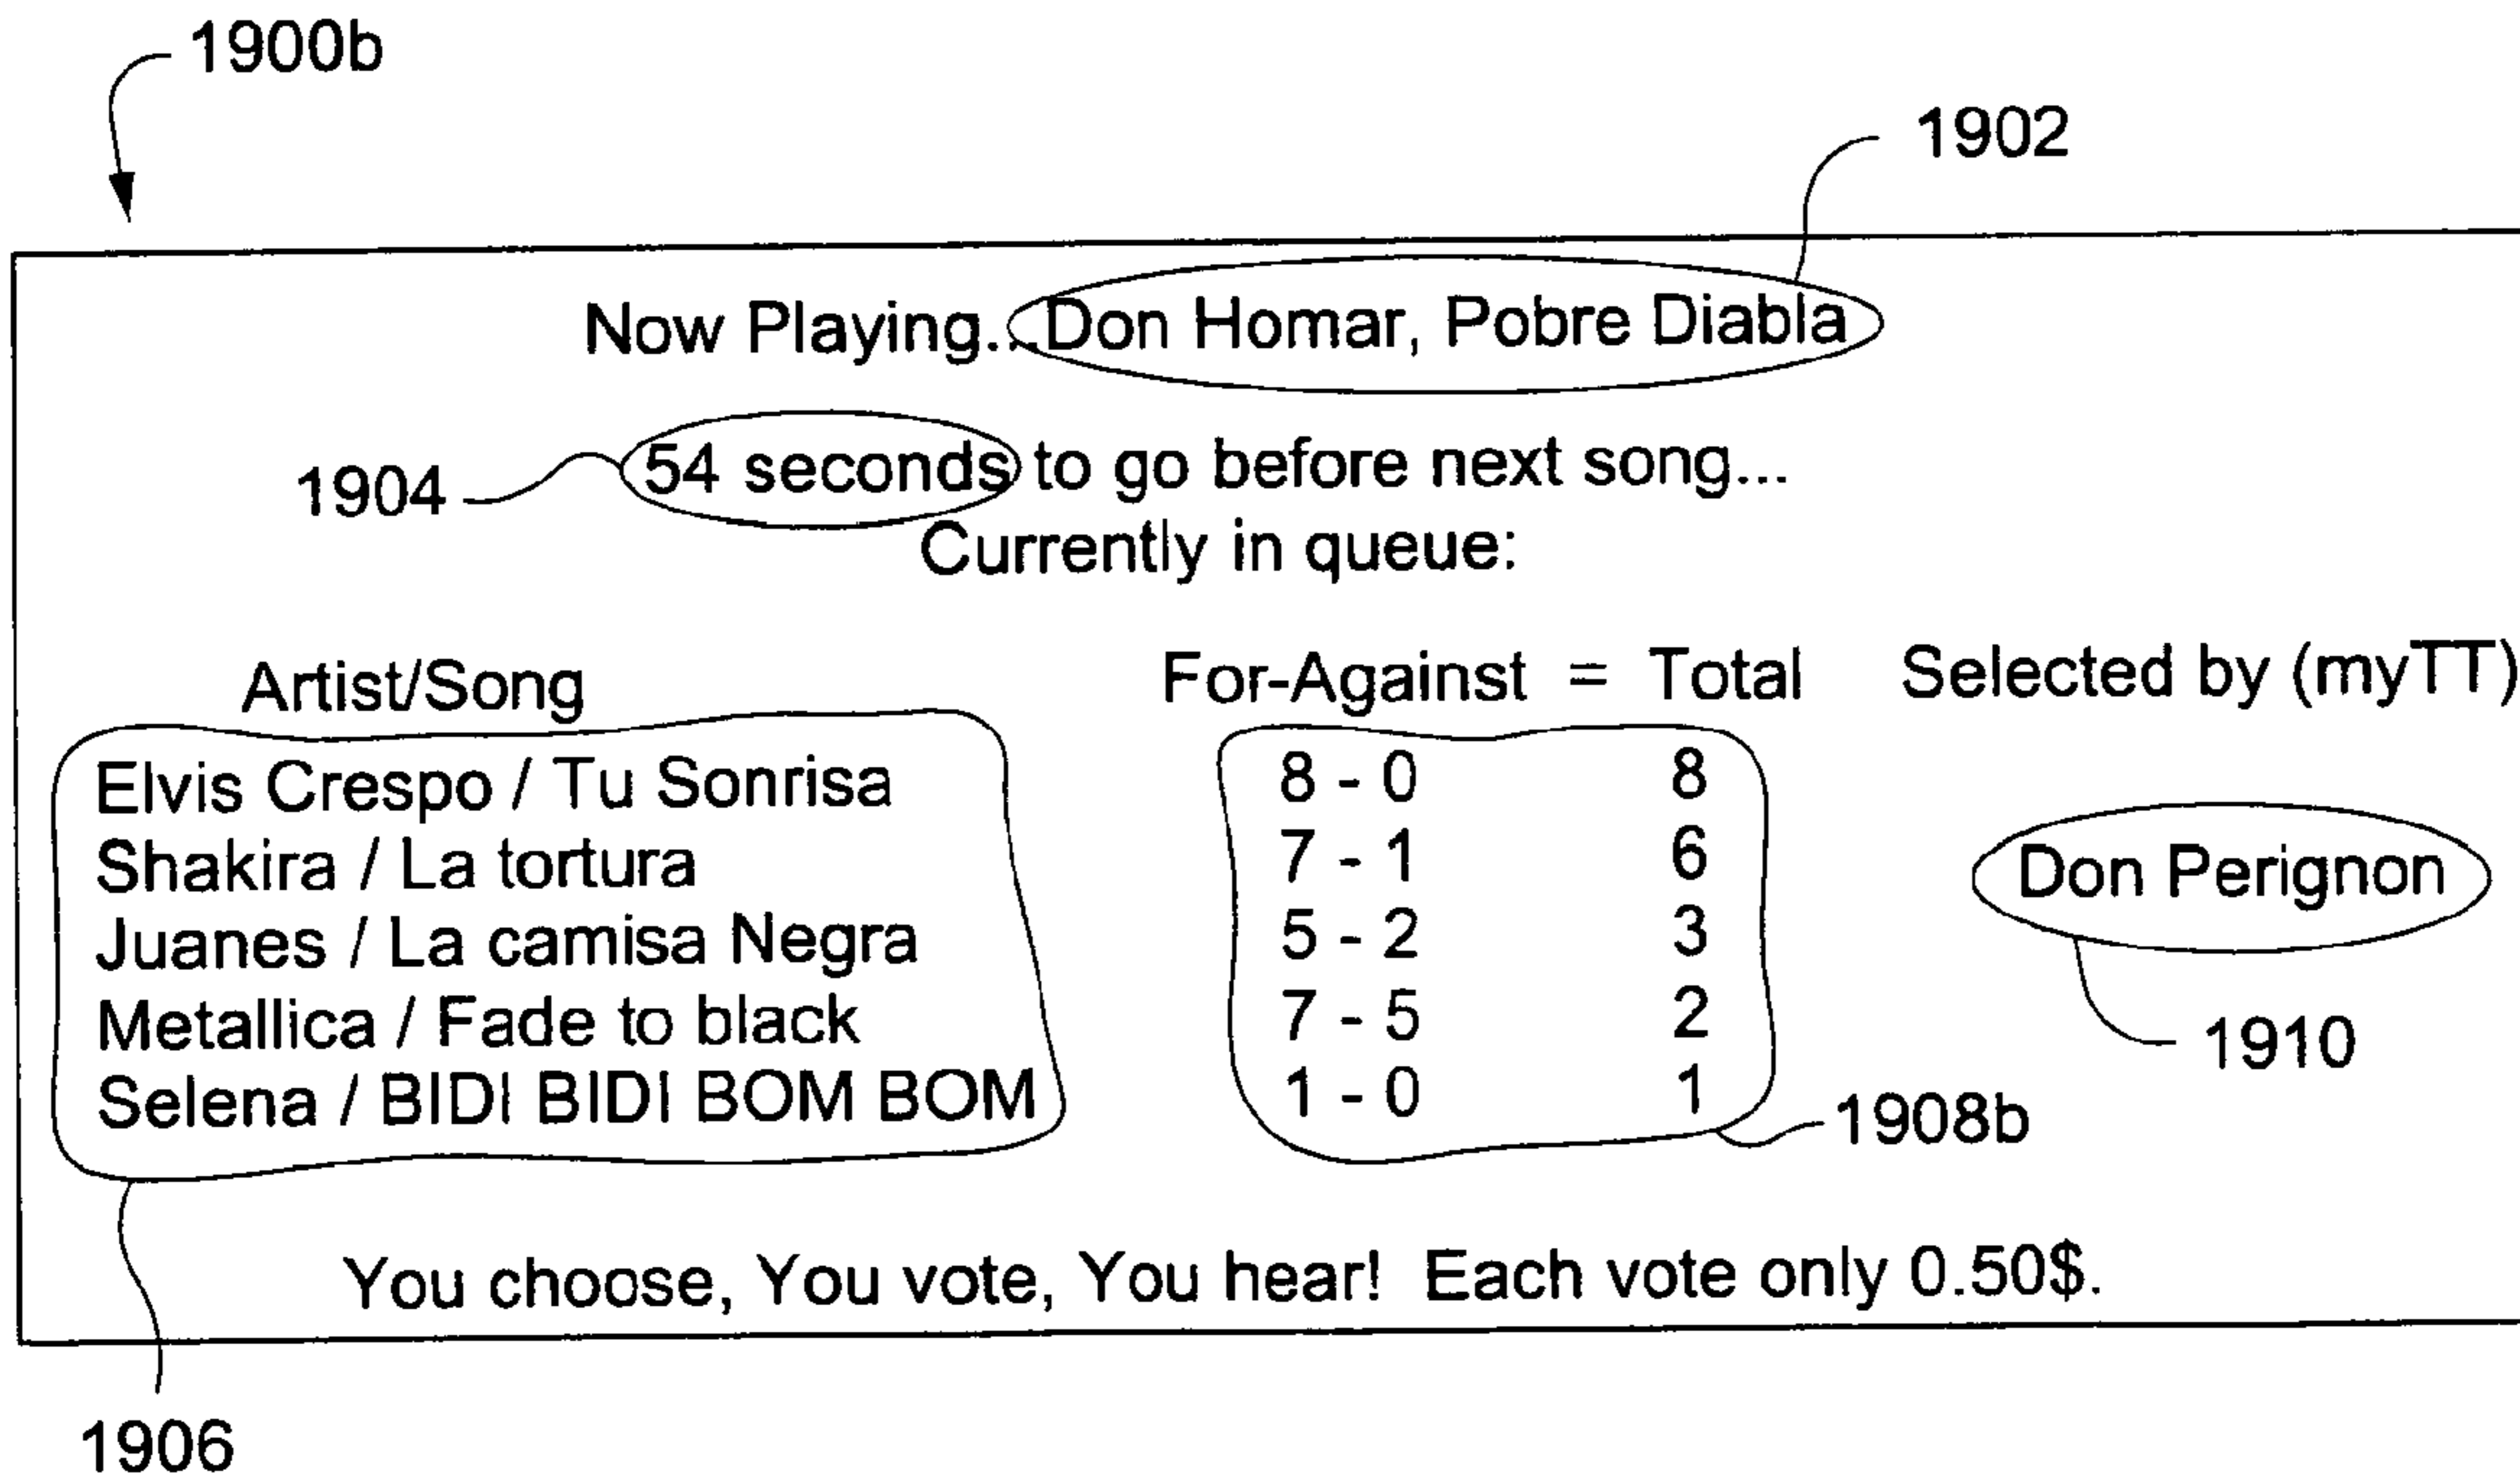 1900b
1902
Now Playing...Don Homar, Pobre Diabla
1904 54 seconds to go before next song...
Currently in queue:
Artist/Song For-Against = Total Selected by (myTT)
Elvis Crespo / Tu Sonrisa 8 - 0 8
Shakira / La tortura 7 - 1 6 Don Perignon
Juanes / La camisa Negra 5 - 2 3
Metallica / Fade to black 7 - 5 2 1910
Selena / BIDI BIDI BOM BOM 1 - 0 1 1908b
You choose, You vote, You hear! Each vote only 0.50$.
1906